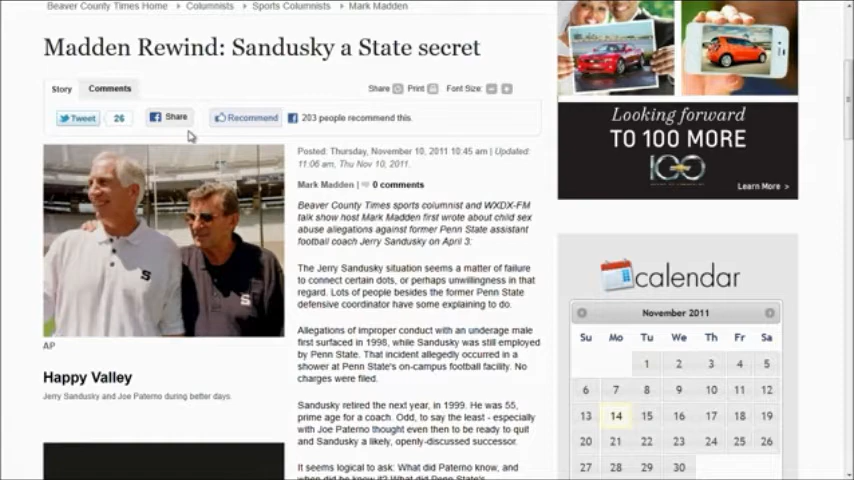 Beaver County Times Home › Columnists › Sports Columnists › Mark Madden
Madden Rewind: Sandusky a State secret
Story
Comments
Share
Print
Font Size:
Tweet
26
Share
Recommend
203 people recommend this.
Posted: Thursday, November 10, 2011 10:45 am | Updated:
11:06 am, Thu Nov 10, 2011.
Mark Madden | 0 comments
Beaver County Times sports columnist and WXDX-FM
talk show host Mark Madden first wrote about child sex
abuse allegations against former Penn State assistant
football coach Jerry Sandusky on April 3:
The Jerry Sandusky situation seems a matter of failure
to connect certain dots, or perhaps unwillingness in that
regard. Lots of people besides the former Penn State
defensive coordinator have some explaining to do.
Allegations of improper conduct with an underage male
first surfaced in 1998, while Sandusky was still employed
by Penn State. That incident allegedly occurred in a
shower at Penn State's on-campus football facility. No
charges were filed.
Sandusky retired the next year, in 1999. He was 55,
prime age for a coach. Odd, to say the least - especially
with Joe Paterno thought even then to be ready to quit
and Sandusky a likely, openly-discussed successor.
It seems logical to ask: What did Paterno know, and
when did he know it? What did Penn State's
S
S
AP
Happy Valley
Jerry Sandusky and Joe Paterno during better days.
Looking forward
TO 100 MORE
100
Learn More >
calendar
November 2011
Su Mo Tu We Th Fr Sa
1 2 3 4 5
6 7 8 9 10 11 12
13 14 15 16 17 18 19
20 21 22 23 24 25 26
27 28 29 30